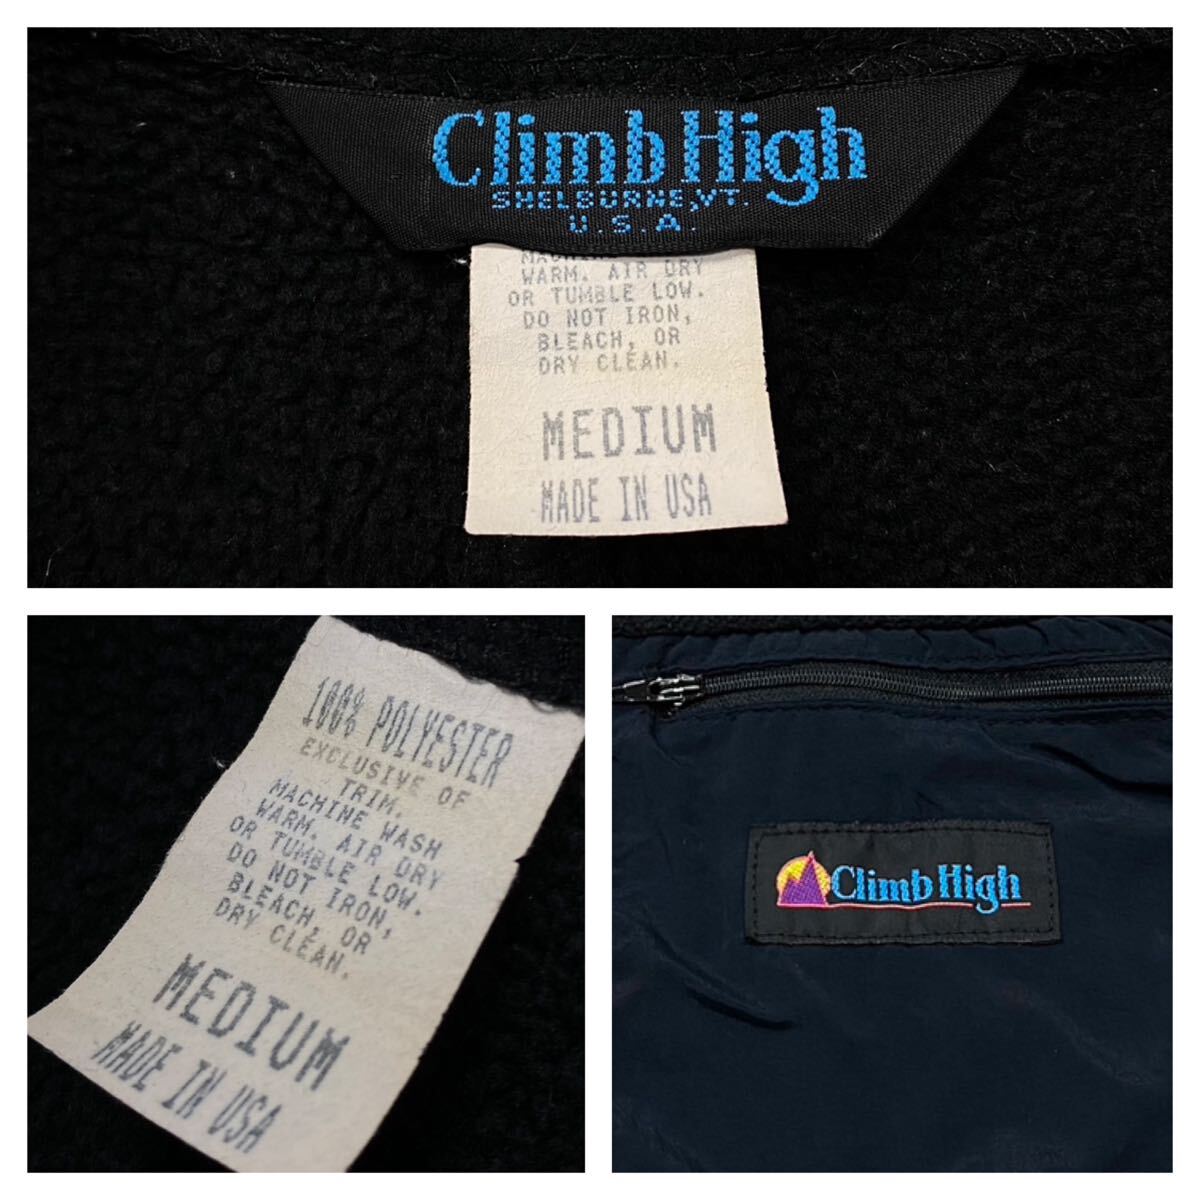 Climb High
SHELBURNE, VT.
U.S.A.
WARM. AIR DRY
OR TUMBLE LOW.
DO NOT IRON,
BLEACH, OR
DRY CLEAN.
MEDIUM
MADE IN USA
100% POLYESTER
EXCLUSIVE OF
TRIM.
MACHINE WASH
WARM. AIR DRY
OR TUMBLE LOW.
DO NOT IRON,
BLEACH, OR
DRY CLEAN.
MEDIUM
MADE IN USA
Climb High